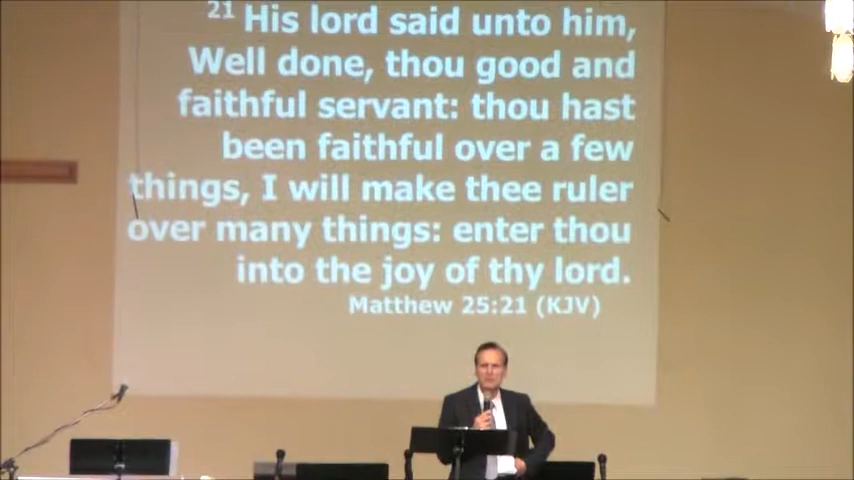 21 His lord said unto him,
Well done, thou good and
faithful servant: thou hast
been faithful over a few
things, I will make thee ruler
over many things: enter thou
into the joy of thy lord.
Matthew 25:21 (KJV)